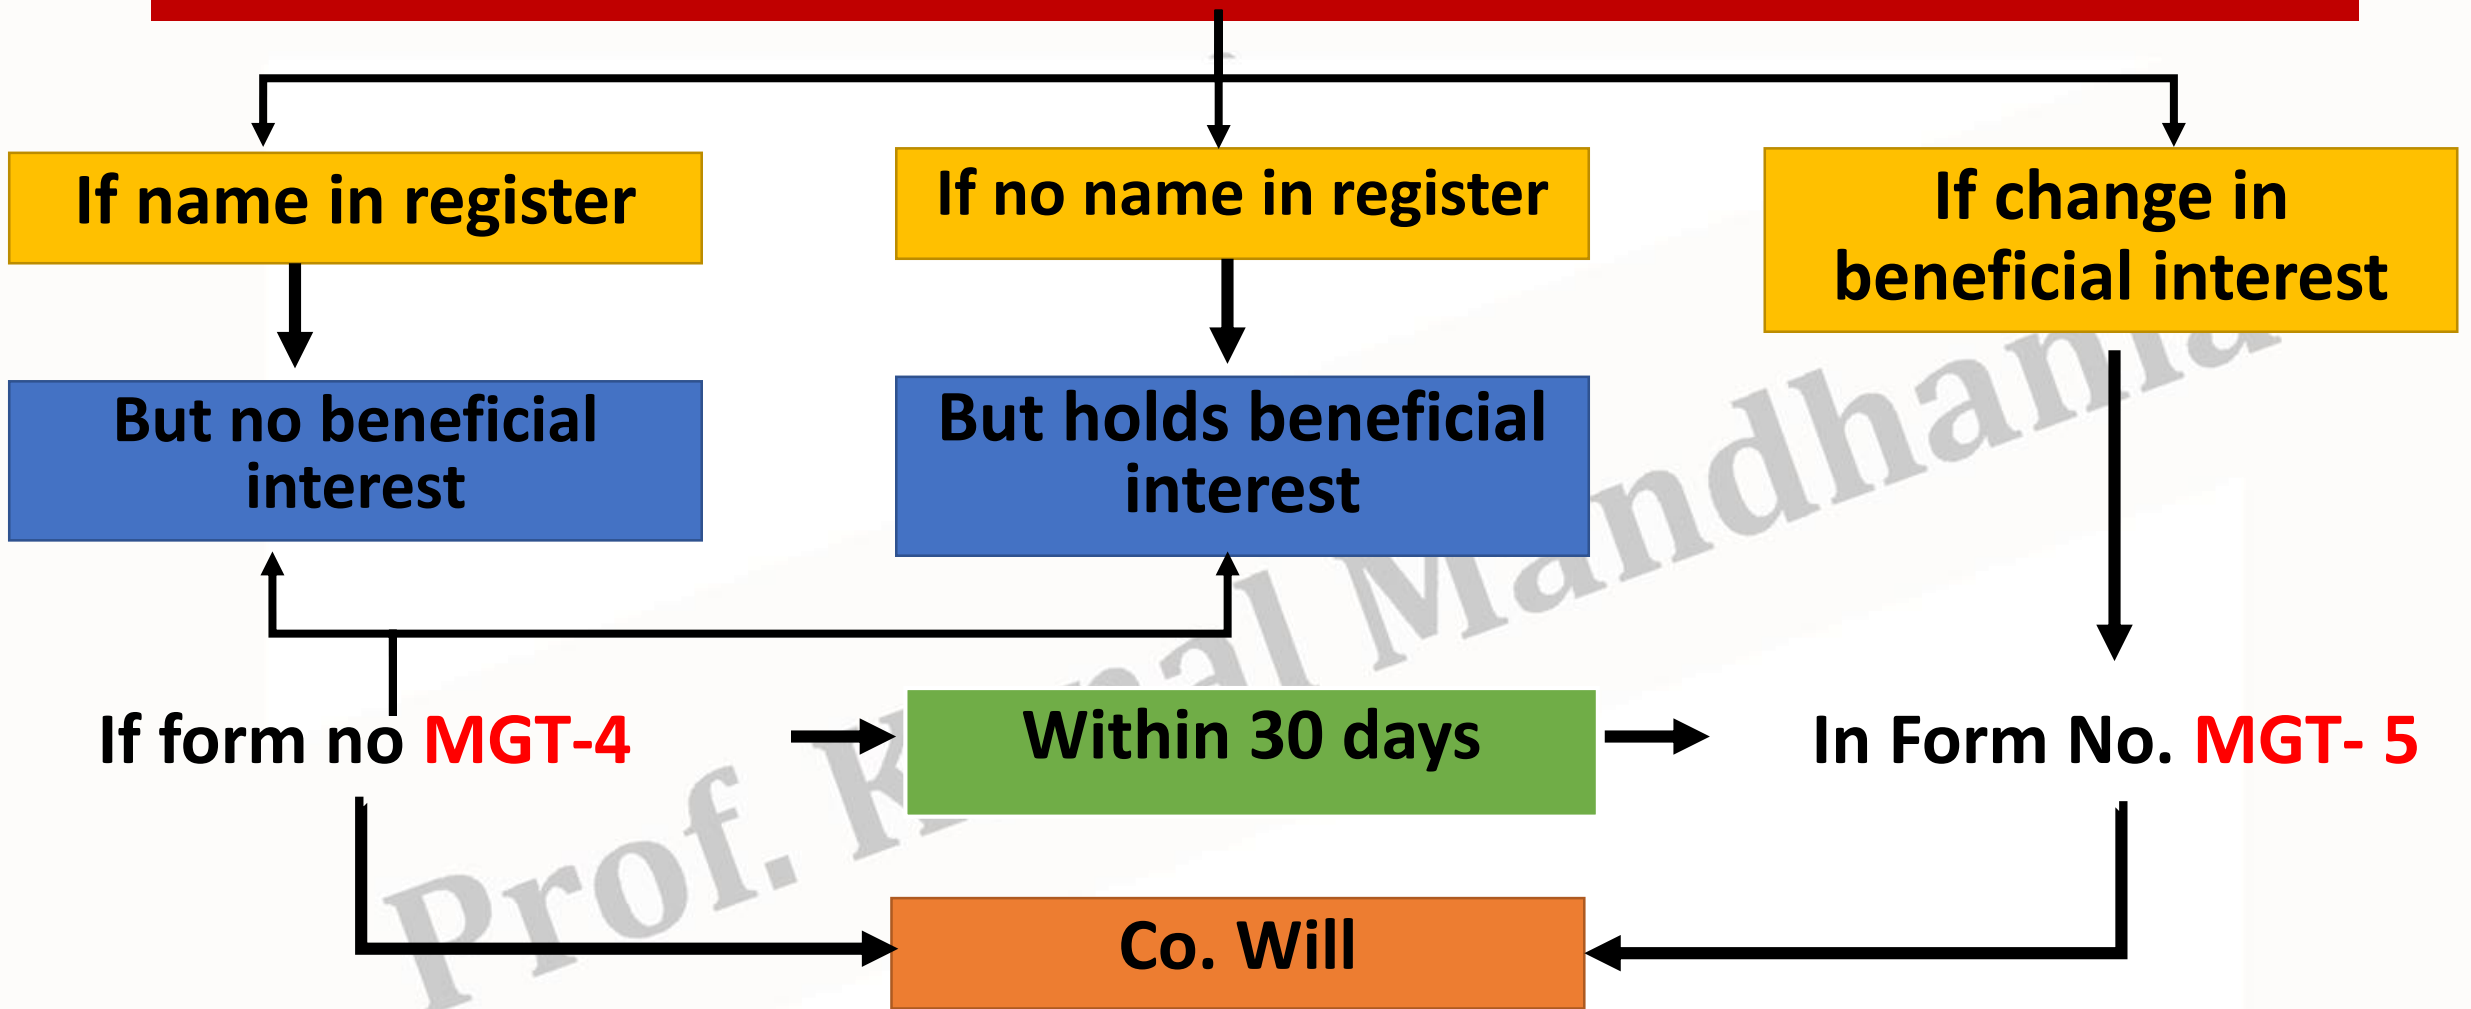 If name in register
If no name in register
If change in
beneficial interest
But no beneficial
interest
But holds beneficial
interest
If form no MGT-4
Within 30 days
In Form No. MGT- 5
Co. Will
Prof. K al Mandhania